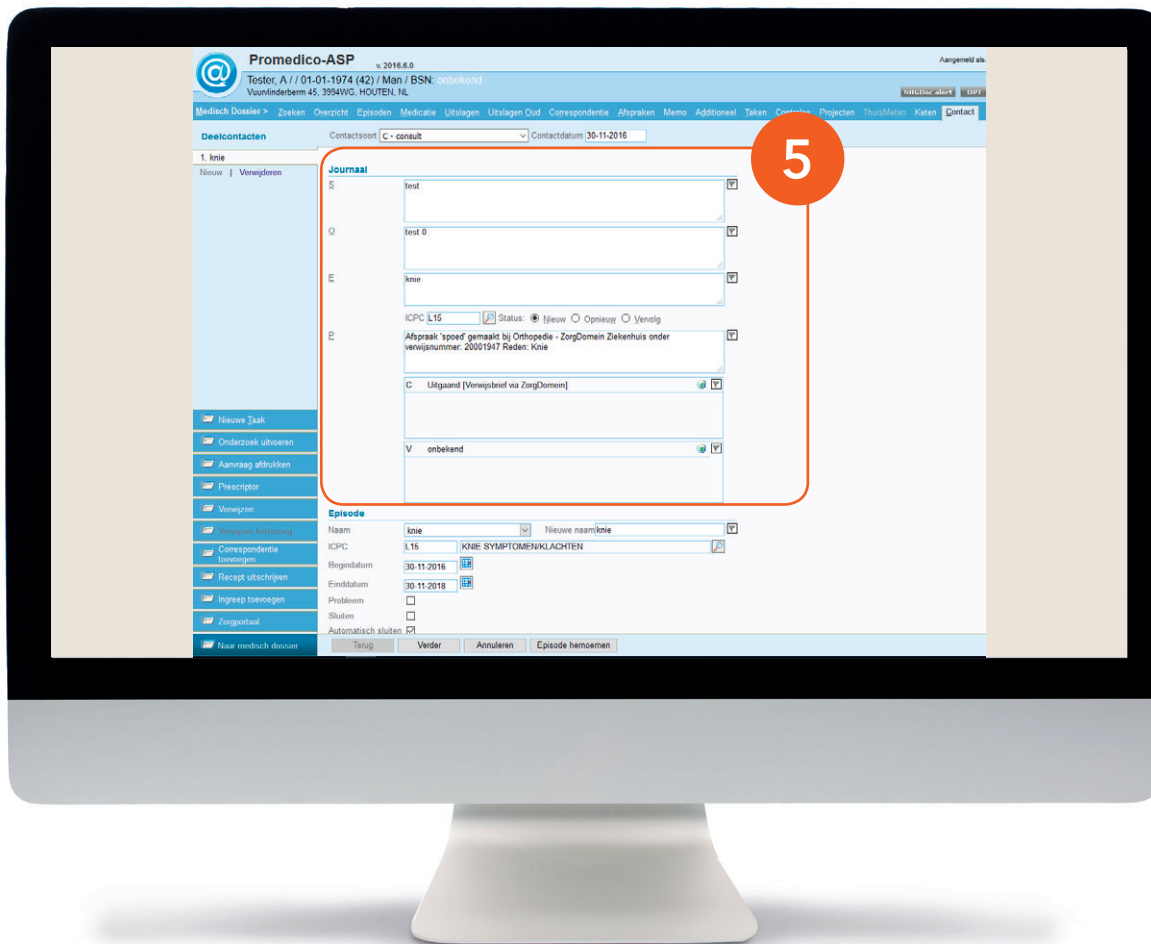 Promedico-ASP v. 2016.6.0 Aangemeld als
Tester, A / / 01-01-1974 (42) / Man / BSN: onbekend
Vuurvlinderberm 45, 3994WG, HOUTEN, NL
NHGDoc alert
Medisch Dossier > Zoeken Overzicht Episoden Medicatie Uitslagen Uitslagen Oud Correspondentie Afspraken Memo Additioneel Taken Controles Projecten ThuisMeten Keten Contact
Deelcontacten Contactsoort C - consult Contactdatum 30-11-2016
1. knie
Nieuw | Verwijderen
5
Journaal
S test
O test 0
E knie
ICPC L15 Status: Nieuw Opnieuw Vervolg
P Afspraak 'spoed' gemaakt bij Orthopedie - ZorgDomein Ziekenhuis onder
verwijsnummer: 20001947 Reden: Knie
C Uitgaand [Verwijsbrief via ZorgDomein]
V onbekend
Nieuwe Taak
Onderzoek uitvoeren
Aanvraag afdrukken
Prescriptor
Verwijzen
Correspondentie
toevoegen
Recept uitschrijven
Ingreep toevoegen
Zorgportaal
Naar medisch dossier
Episode
Naam knie Nieuwe naam knie
ICPC L15 KNIE SYMPTOMEN/KLACHTEN
Begindatum 30-11-2016
Einddatum 30-11-2018
Probleem
Sluiten
Automatisch sluiten
Terug Verder Annuleren Episode hernoemen